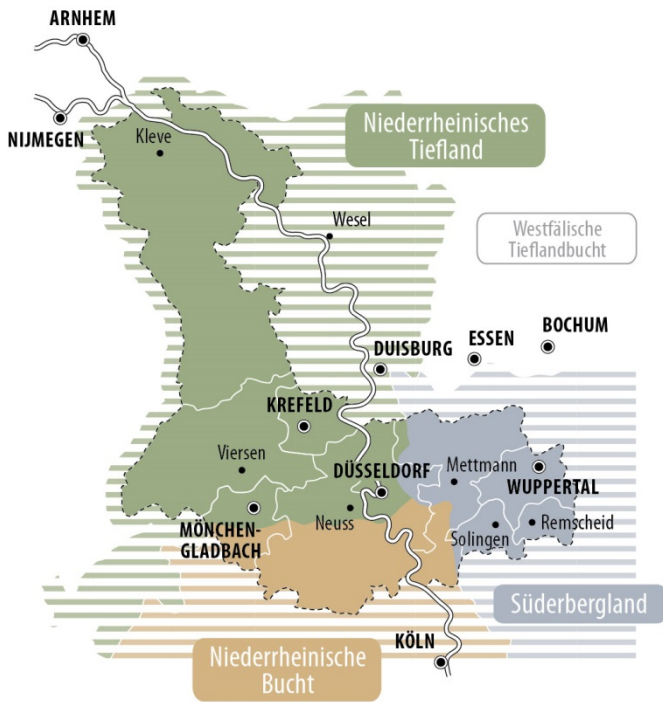 ARNHEM
NIJMEGEN
Kleve
Niederrheinisches
Tiefland
Wesel
Westfälische
Tieflandbucht
DUISBURG
ESSEN
BOCHUM
KREFELD
Viersen
DÜSSELDORF
Mettmann
WUPPERTAL
MÖNCHEN-
GLADBACH
Neuss
Solingen
Remscheid
Süderbergland
KÖLN
Niederrheinische
Bucht